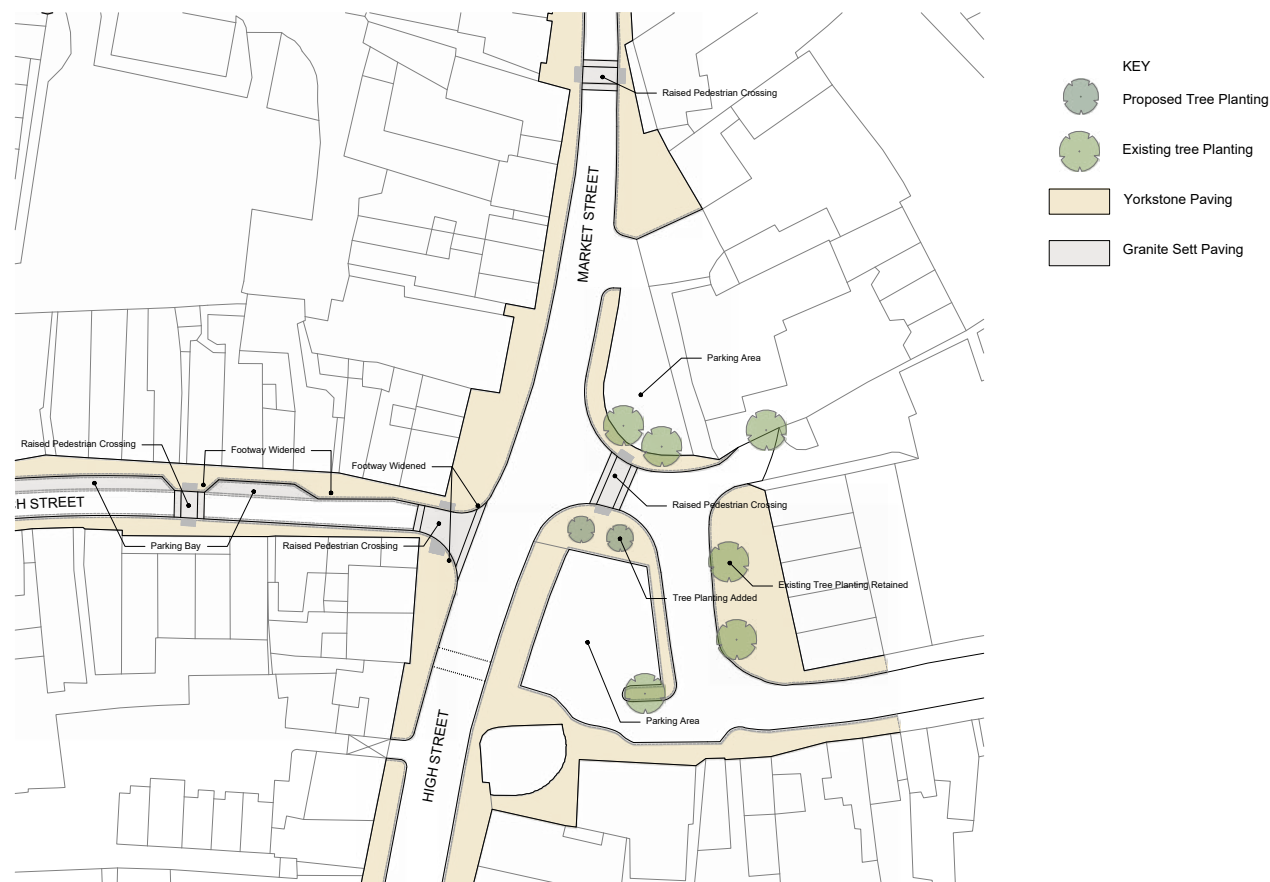 KEY
Proposed Tree Planting
Existing tree Planting
Yorkstone Paving
Granite Sett Paving
Raised Pedestrian Crossing
MARKET STREET
Parking Area
Raised Pedestrian Crossing
Footway Widened
Footway Widened
H STREET
Raised Pedestrian Crossing
Parking Bay
Raised Pedestrian Crossing
Existing Tree Planting Retained
Tree Planting Added
Parking Area
HIGH STREET